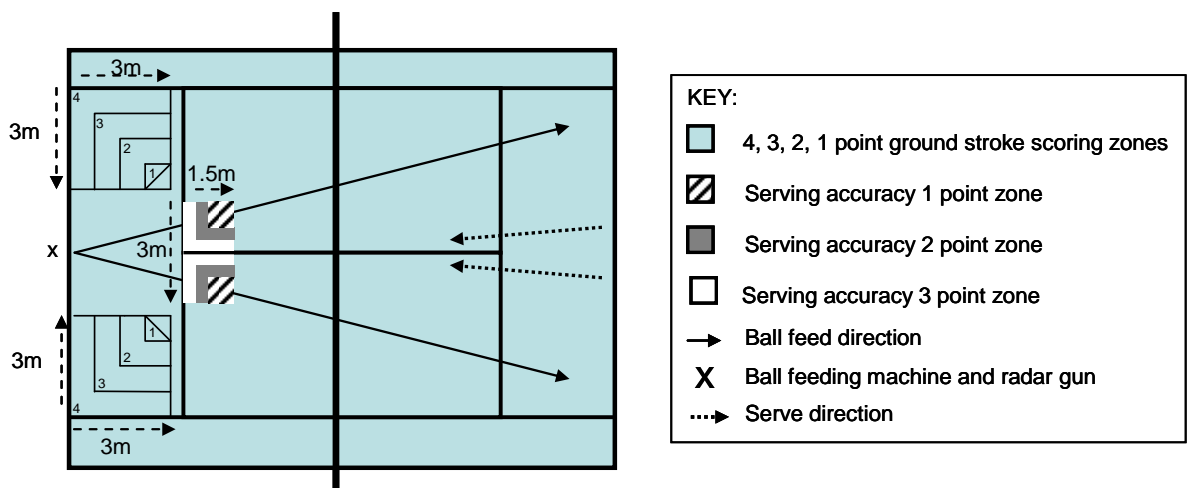 3m
4
3
2
1
3m
1.5m
x
3m
3m
1
2
3
4
3m
KEY:
4, 3, 2, 1 point ground stroke scoring zones
Serving accuracy 1 point zone
Serving accuracy 2 point zone
Serving accuracy 3 point zone
Ball feed direction
X Ball feeding machine and radar gun
Serve direction